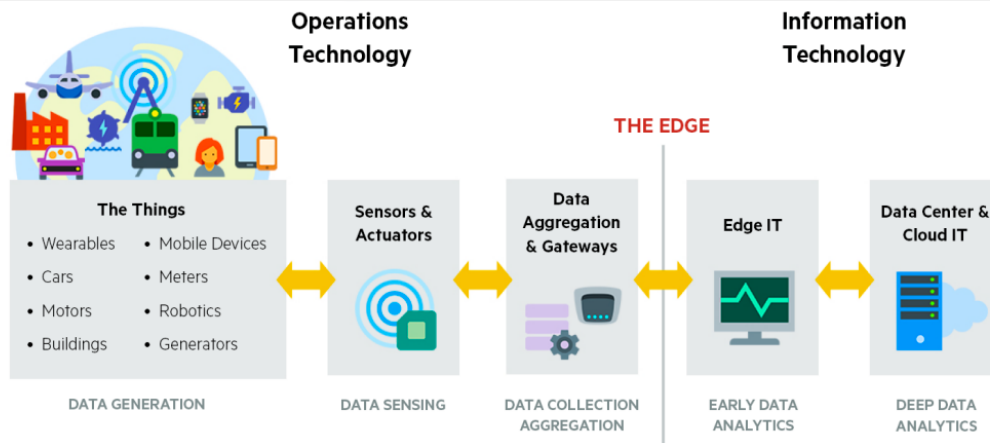 Operations
Technology
Information
Technology
THE EDGE
The Things
• Wearables
• Cars
• Motors
• Buildings
• Mobile Devices
• Meters
• Robotics
• Generators
Sensors &
Actuators
Data
Aggregation
& Gateways
Edge IT
Data Center &
Cloud IT
DATA GENERATION
DATA SENSING
DATA COLLECTION
AGGREGATION
EARLY DATA
ANALYTICS
DEEP DATA
ANALYTICS